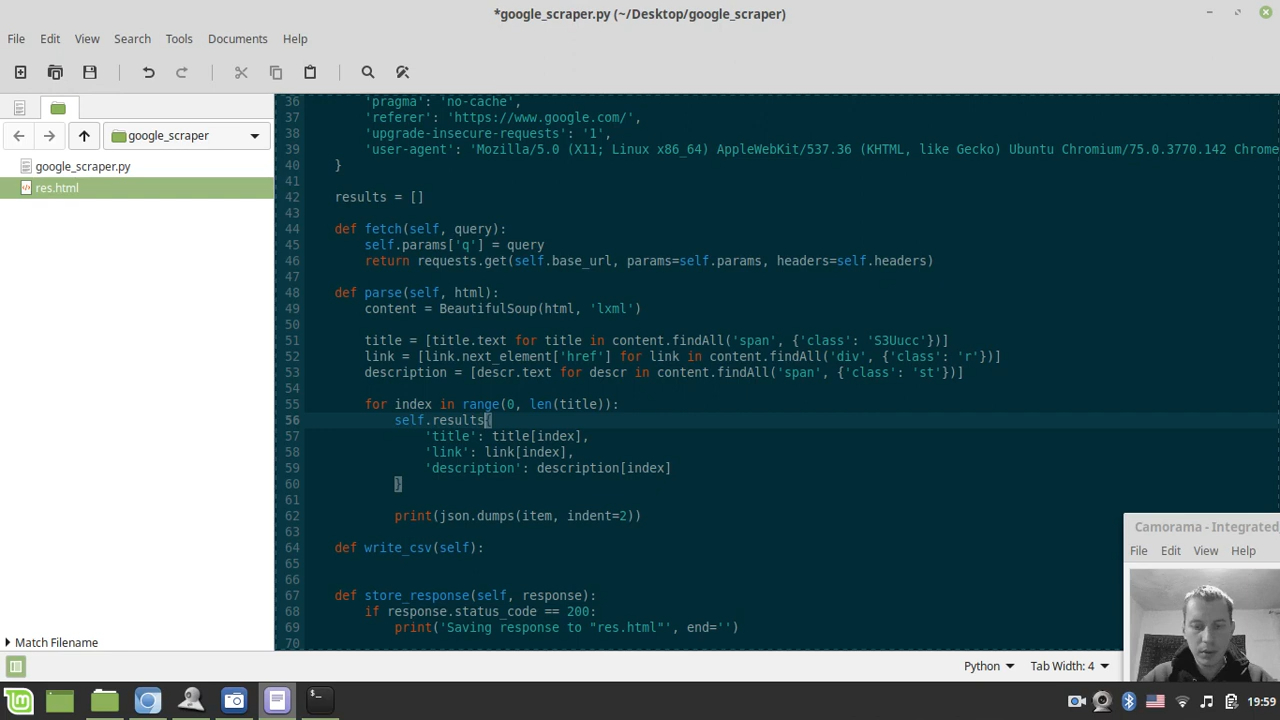 *google_scraper.py (~/Desktop/google_scraper)
File Edit View Search Tools Documents Help
google_scraper
google_scraper.py
res.html
36 'pragma': 'no-cache',
37 'referer': 'https://www.google.com/',
38 'upgrade-insecure-requests': '1',
39 'user-agent': 'Mozilla/5.0 (X11; Linux x86_64) AppleWebKit/537.36 (KHTML, like Gecko) Ubuntu Chromium/75.0.3770.142 Chrome
40 }
41
42 results = []
43
44 def fetch(self, query):
45 self.params['q'] = query
46 return requests.get(self.base_url, params=self.params, headers=self.headers)
47
48 def parse(self, html):
49 content = BeautifulSoup(html, 'lxml')
50
51 title = [title.text for title in content.findAll('span', {'class': 'S3Uucc'})]
52 link = [link.next_element['href'] for link in content.findAll('div', {'class': 'r'})]
53 description = [descr.text for descr in content.findAll('span', {'class': 'st'})]
54
55 for index in range(0, len(title)):
56 self.results{
57 'title': title[index],
58 'link': link[index],
59 'description': description[index]
60 }
61
62 print(json.dumps(item, indent=2))
63
64 def write_csv(self):
65
66
67 def store_response(self, response):
68 if response.status_code == 200:
69 print('Saving response to "res.html"', end='')
70
Match Filename
Python Tab Width: 4
Camorama - Integrated
File Edit View Help
19:59